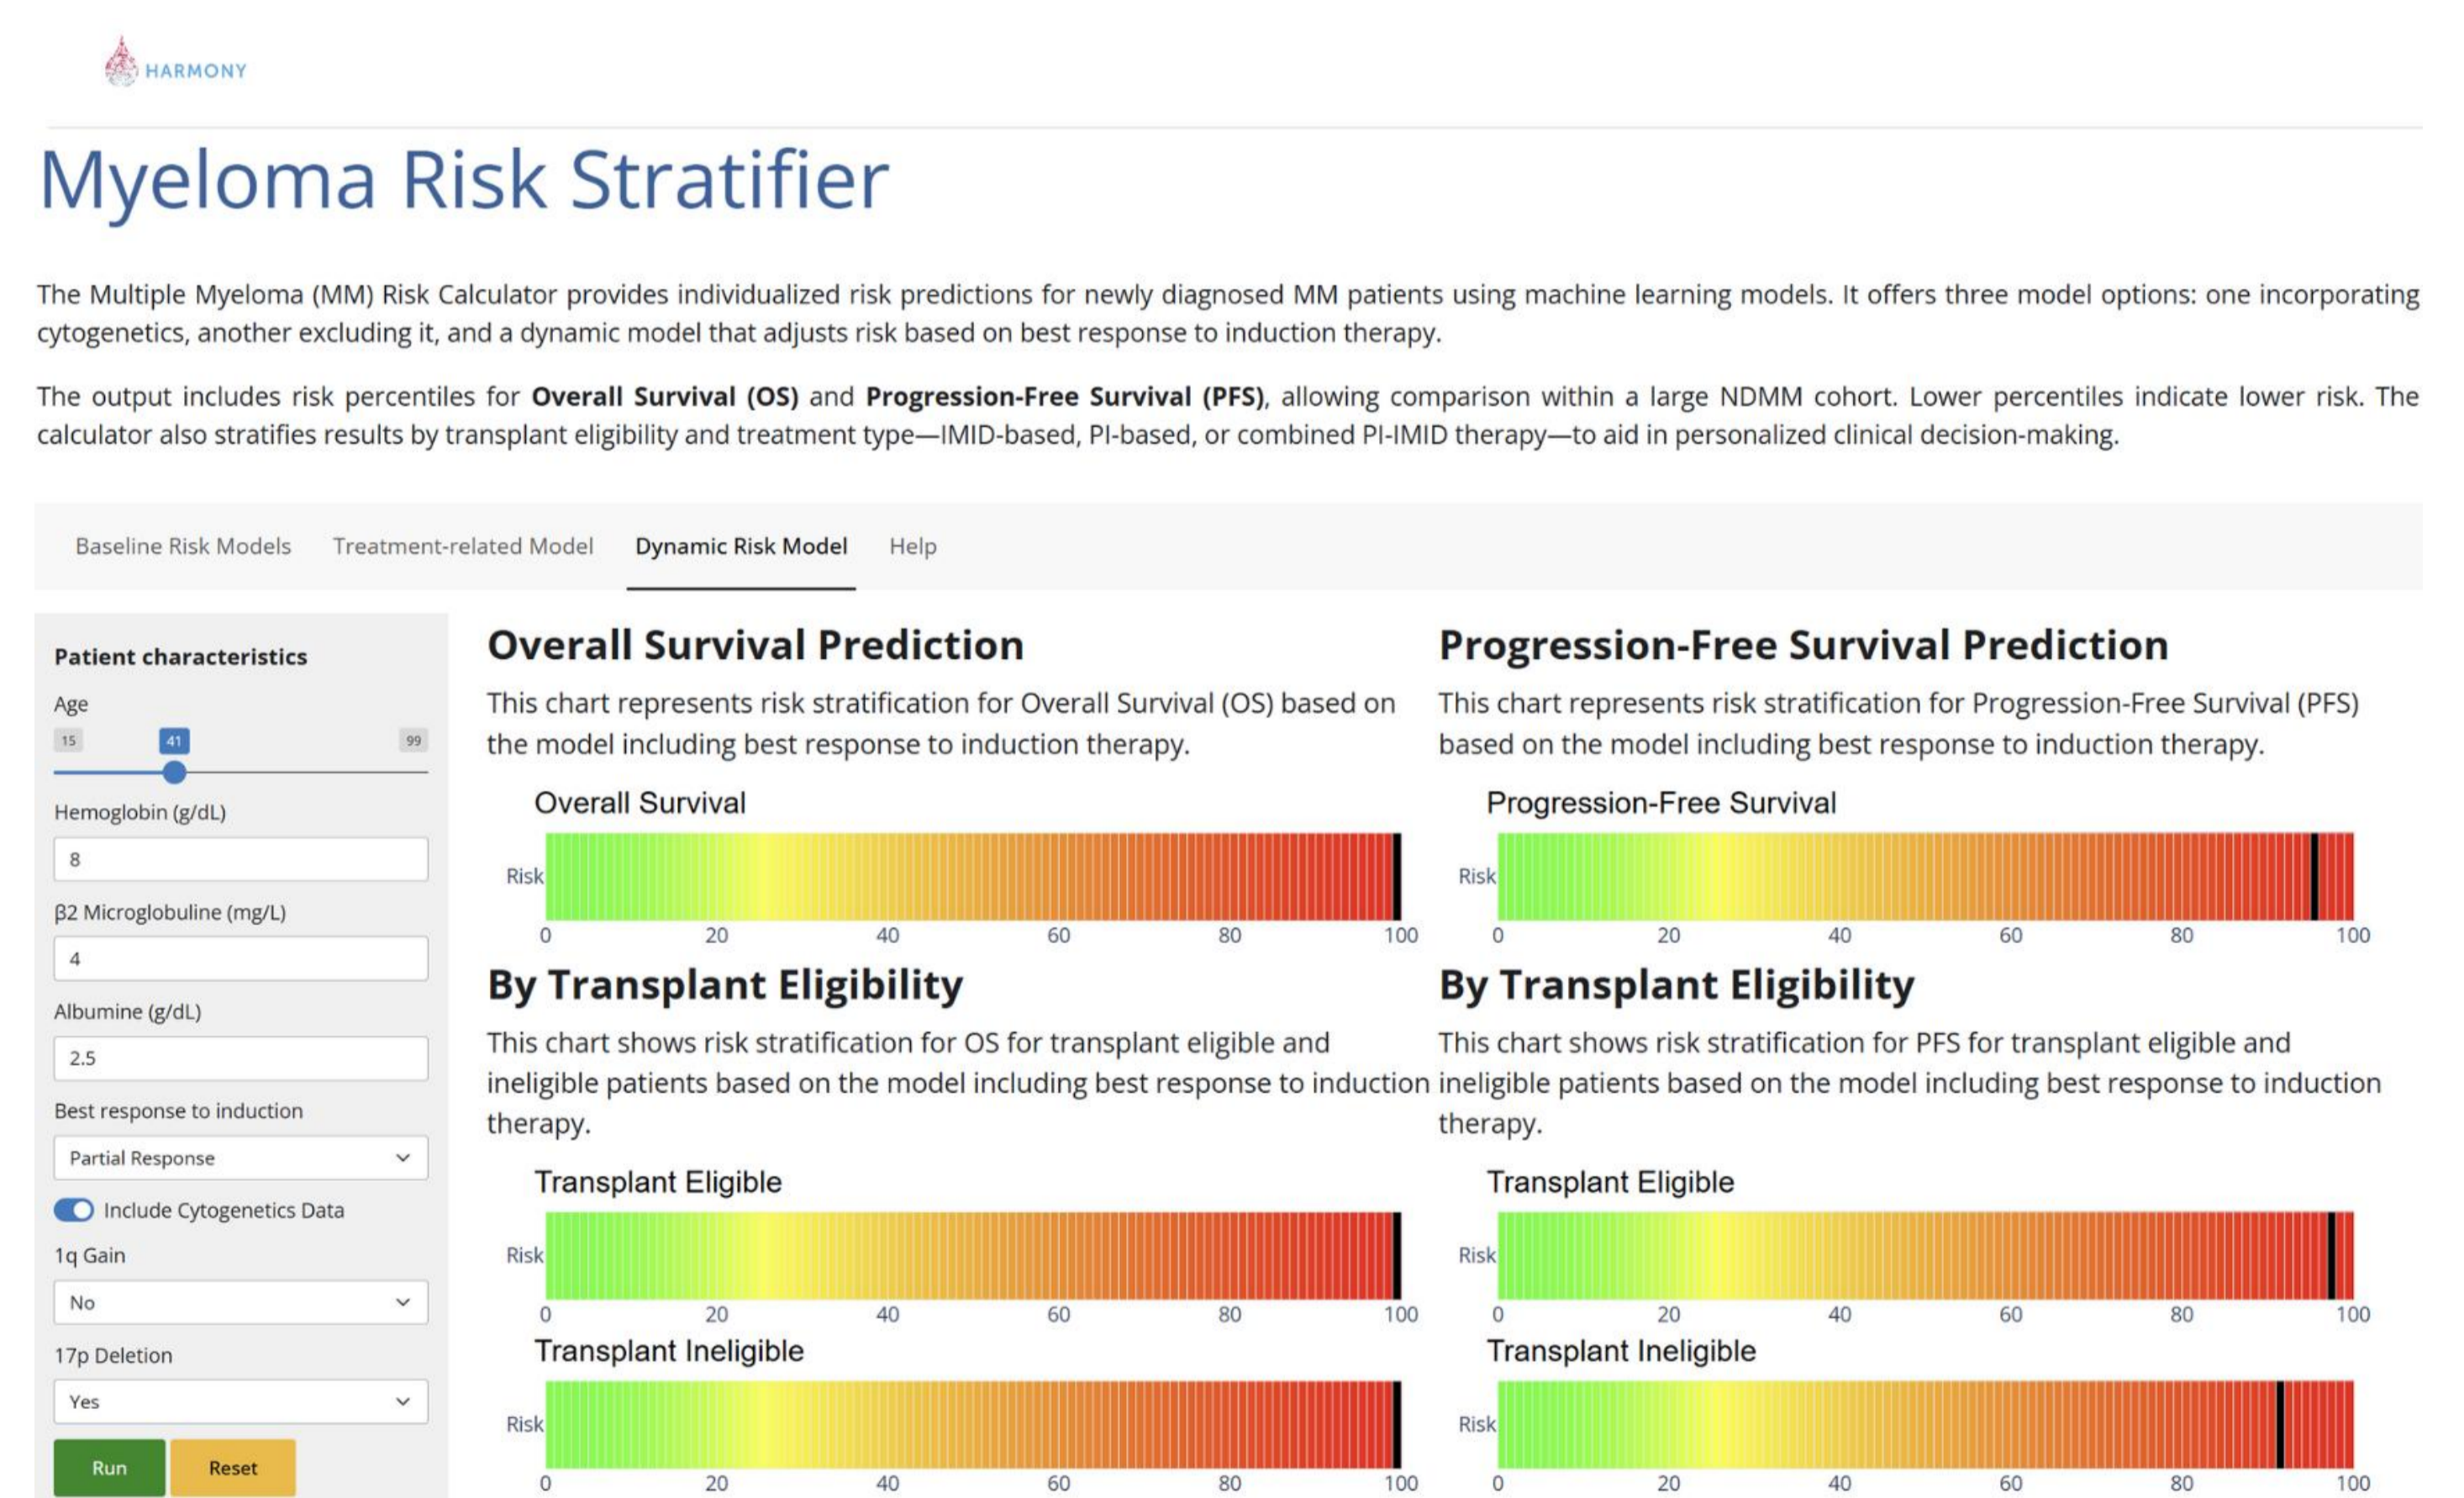 HARMONY
Myeloma Risk Stratifier
The Multiple Myeloma (MM) Risk Calculator provides individualized risk predictions for newly diagnosed MM patients using machine learning models. It offers three model options: one incorporating
cytogenetics, another excluding it, and a dynamic model that adjusts risk based on best response to induction therapy.
The output includes risk percentiles for Overall Survival (OS) and Progression-Free Survival (PFS), allowing comparison within a large NDMM cohort. Lower percentiles indicate lower risk. The
calculator also stratifies results by transplant eligibility and treatment type—IMID-based, PI-based, or combined PI-IMID therapy—to aid in personalized clinical decision-making.
Baseline Risk Models Treatment-related Model Dynamic Risk Model Help
Patient characteristics
Age
15 41 99
Hemoglobin (g/dL)
8
β2 Microglobuline (mg/L)
4
Albumine (g/dL)
2.5
Best response to induction
Partial Response
Include Cytogenetics Data
1q Gain
No
17p Deletion
Yes
Run Reset
Overall Survival Prediction
This chart represents risk stratification for Overall Survival (OS) based on
the model including best response to induction therapy.
Overall Survival
Risk
0 20 40 60 80 100
By Transplant Eligibility
This chart shows risk stratification for OS for transplant eligible and
ineligible patients based on the model including best response to induction
therapy.
Transplant Eligible
Risk
0 20 40 60 80 100
Transplant Ineligible
Risk
0 20 40 60 80 100
Progression-Free Survival Prediction
This chart represents risk stratification for Progression-Free Survival (PFS)
based on the model including best response to induction therapy.
Progression-Free Survival
Risk
0 20 40 60 80 100
By Transplant Eligibility
This chart shows risk stratification for PFS for transplant eligible and
ineligible patients based on the model including best response to induction
therapy.
Transplant Eligible
Risk
0 20 40 60 80 100
Transplant Ineligible
Risk
0 20 40 60 80 100